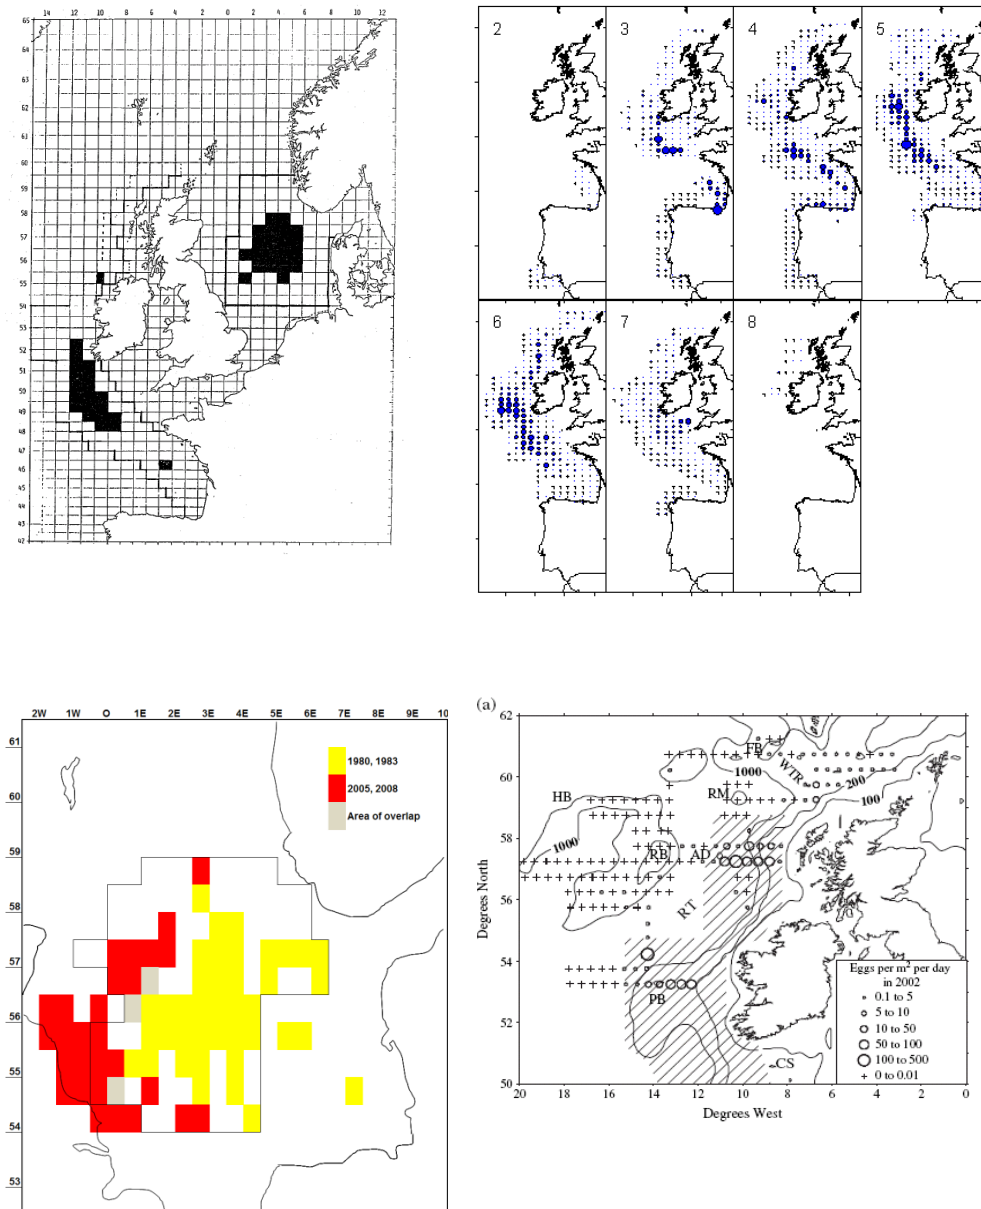 65
64
63
62
61
60
59
58
57
56
55
54
52
51
50
49
48
47
46
45
44
43
42
14 12 10 8 6 4 2 0 2 4 6 8 10 12
2 3 4 5
6 7 8
2W 1W O 1E 2E 3E 4E 5E 6E 7E 8E 9E 10
61
60
59
58
57
56
55
54
53
1980, 1983
2005, 2008
Area of overlap
(a)
62
60
58
56
54
52
50
20 18 16 14 12 10 8 6 4 2 0
Degrees North
Degrees West
FB
WTR
1000
200
100
RM
HB
1000
RB
AD
RT
PB
CS
Eggs per m² per day
in 2002
0.1 to 5
5 to 10
10 to 50
50 to 100
100 to 500
0 to 0.01